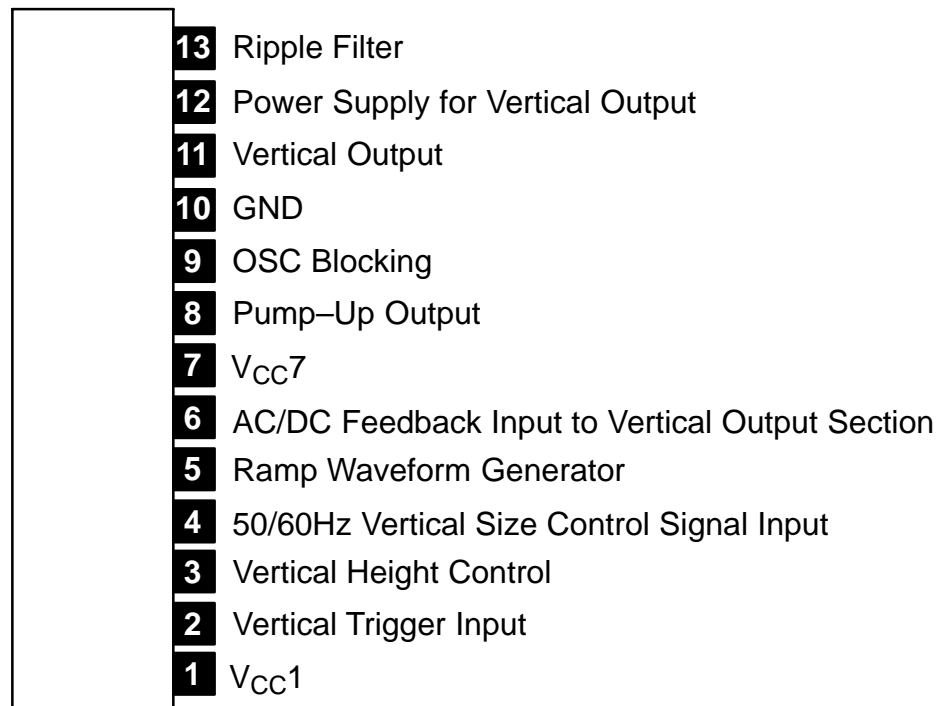 13 Ripple Filter
12 Power Supply for Vertical Output
11 Vertical Output
10 GND
9 OSC Blocking
8 Pump–Up Output
7 VCC7
6 AC/DC Feedback Input to Vertical Output Section
5 Ramp Waveform Generator
4 50/60Hz Vertical Size Control Signal Input
3 Vertical Height Control
2 Vertical Trigger Input
1 VCC1